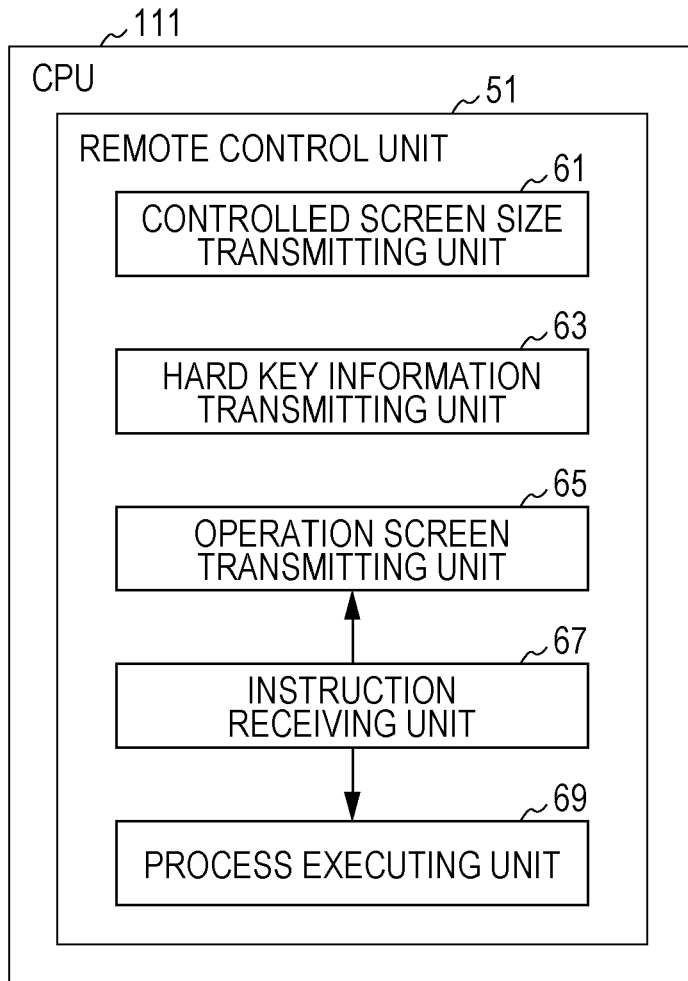 111
CPU
51
REMOTE CONTROL UNIT
61
CONTROLLED SCREEN SIZE
TRANSMITTING UNIT
63
HARD KEY INFORMATION
TRANSMITTING UNIT
65
OPERATION SCREEN
TRANSMITTING UNIT
67
INSTRUCTION
RECEIVING UNIT
69
PROCESS EXECUTING UNIT